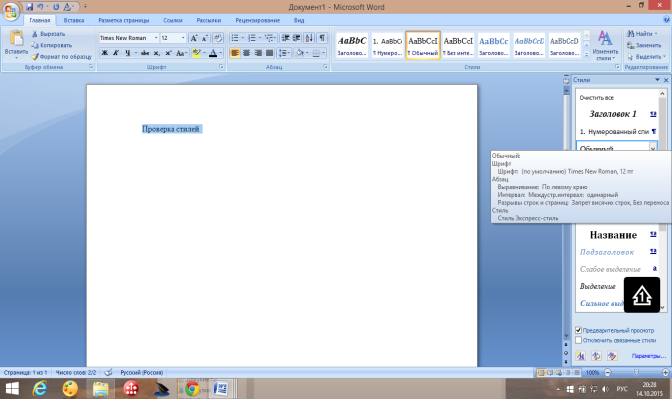 Документ1 - Microsoft Word
Главная Вставка Разметка страницы Ссылки Рассылки Рецензирование Вид
Вставить
Вырезать
Копировать
Формат по образцу
Буфер обмена
Times New Roman 12
Шрифт
Абзац
AaBbC 1. AaBbCc AaBbCcI AaBbCcI AaBbCc AaBbCcD AaBbCcD
Заголово... ¶ Нумеро... ¶ Обычный ¶ Без инте... Заголово... Заголово... Заголово...
Стили
Изменить стили
Найти
Заменить
Выделить
Редактирование
Проверка стилей
Стили
Очистить все
Заголовок 1
1. Нумерованный спи
Обычный
Обычный:
Шрифт
Шрифт: (по умолчанию) Times New Roman, 12 пт
Абзац
Выравнивание: По левому краю
Интервал: Междустр.интервал: одинарный
Разрывы строк и страниц: Запрет висячих строк, Без переноса
Стиль
Стиль Экспресс-стиль
Название
Подзаголовок
Слабое выделение
Выделение
Сильное выд
Предварительный просмотр
Отключить связанные стили
Параметры...
Страница: 1 из 1 Число слов: 2/2 Русский (Россия) 100%
РУС
20:28
14.10.2015